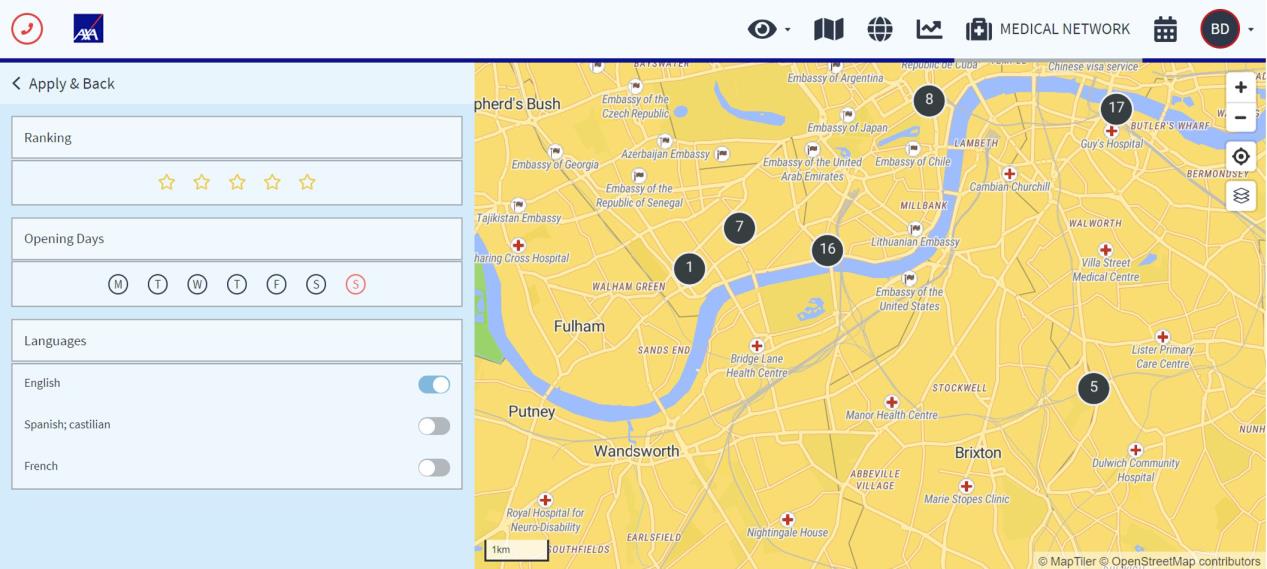 AXA
MEDICAL NETWORK
BD
Apply & Back
Ranking
Opening Days
M T W T F S S
Languages
English
Spanish; castilian
French
BAYSWATER
Embassy of Argentina
Republic de Cuba
Chinese visa service
pherd's Bush
Embassy of the
Czech Republic
8
17
+
−
BUTLER'S WHARF
Embassy of Japan
LAMBETH
Guy's Hospital
Embassy of Georgia
Azerbaijan Embassy
Embassy of the United
Arab Emirates
Embassy of Chile
BERMONDSEY
Cambian Churchill
Embassy of the
Republic of Senegal
MILLBANK
Tajikistan Embassy
WALWORTH
7
16
Lithuanian Embassy
haring Cross Hospital
Villa Street
Medical Centre
1
WALHAM GREEN
Embassy of the
United States
Fulham
SANDS END
Bridge Lane
Health Centre
Lister Primary
Care Centre
STOCKWELL
5
Putney
Manor Health Centre
NUNH
Wandsworth
Brixton
Dulwich Community
Hospital
ABBEVILLE
VILLAGE
Marie Stopes Clinic
Royal Hospital for
Neuro-Disability
Nightingale House
EARLSFIELD
1km
SOUTHFIELDS
© MapTiler © OpenStreetMap contributors